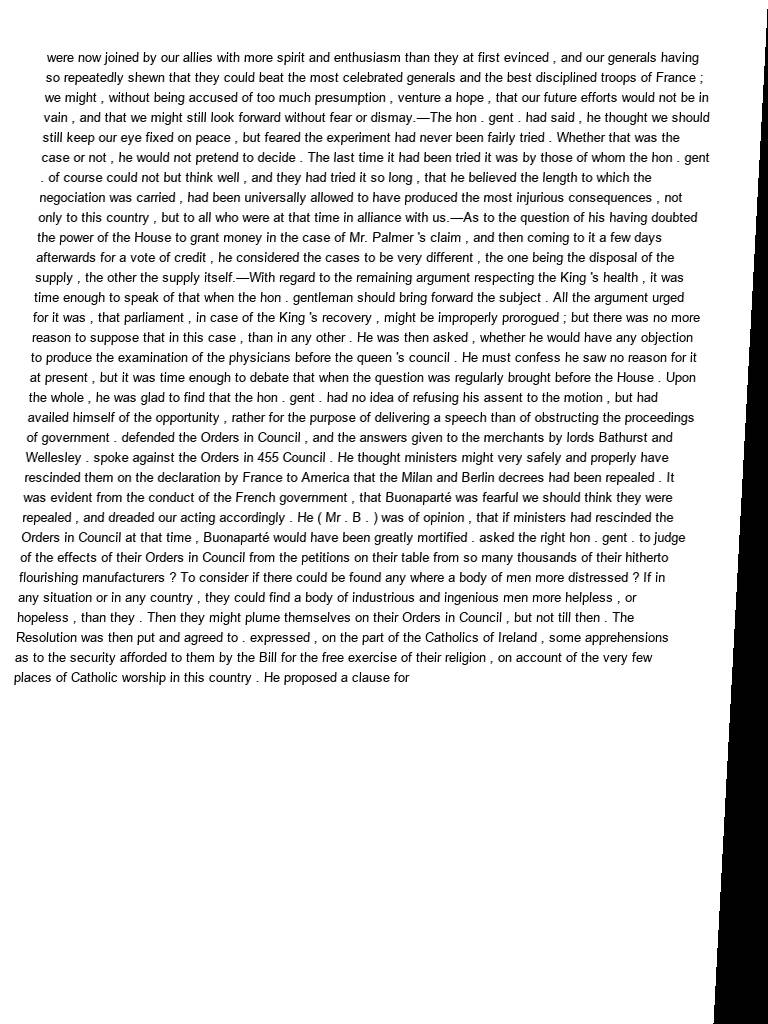 were now joined by our allies with more spirit and enthusiasm than they at first evinced , and our generals having
so repeatedly shewn that they could beat the most celebrated generals and the best disciplined troops of France ;
we might , without being accused of too much presumption , venture a hope , that our future efforts would not be in
vain , and that we might still look forward without fear or dismay.—The hon . gent . had said , he thought we should
still keep our eye fixed on peace , but feared the experiment had never been fairly tried . Whether that was the
case or not , he would not pretend to decide . The last time it had been tried it was by those of whom the hon . gent
. of course could not but think well , and they had tried it so long , that he believed the length to which the
negociation was carried , had been universally allowed to have produced the most injurious consequences , not
only to this country , but to all who were at that time in alliance with us.—As to the question of his having doubted
the power of the House to grant money in the case of Mr. Palmer 's claim , and then coming to it a few days
afterwards for a vote of credit , he considered the cases to be very different , the one being the disposal of the
supply , the other the supply itself.—With regard to the remaining argument respecting the King 's health , it was
time enough to speak of that when the hon . gentleman should bring forward the subject . All the argument urged
for it was , that parliament , in case of the King 's recovery , might be improperly prorogued ; but there was no more
reason to suppose that in this case , than in any other . He was then asked , whether he would have any objection
to produce the examination of the physicians before the queen 's council . He must confess he saw no reason for it
at present , but it was time enough to debate that when the question was regularly brought before the House . Upon
the whole , he was glad to find that the hon . gent . had no idea of refusing his assent to the motion , but had
availed himself of the opportunity , rather for the purpose of delivering a speech than of obstructing the proceedings
of government . defended the Orders in Council , and the answers given to the merchants by lords Bathurst and
Wellesley . spoke against the Orders in 455 Council . He thought ministers might very safely and properly have
rescinded them on the declaration by France to America that the Milan and Berlin decrees had been repealed . It
was evident from the conduct of the French government , that Buonaparté was fearful we should think they were
repealed , and dreaded our acting accordingly . He ( Mr . B . ) was of opinion , that if ministers had rescinded the
Orders in Council at that time , Buonaparté would have been greatly mortified . asked the right hon . gent . to judge
of the effects of their Orders in Council from the petitions on their table from so many thousands of their hitherto
flourishing manufacturers ? To consider if there could be found any where a body of men more distressed ? If in
any situation or in any country , they could find a body of industrious and ingenious men more helpless , or
hopeless , than they . Then they might plume themselves on their Orders in Council , but not till then . The
Resolution was then put and agreed to . expressed , on the part of the Catholics of Ireland , some apprehensions
as to the security afforded to them by the Bill for the free exercise of their religion , on account of the very few
places of Catholic worship in this country . He proposed a clause for